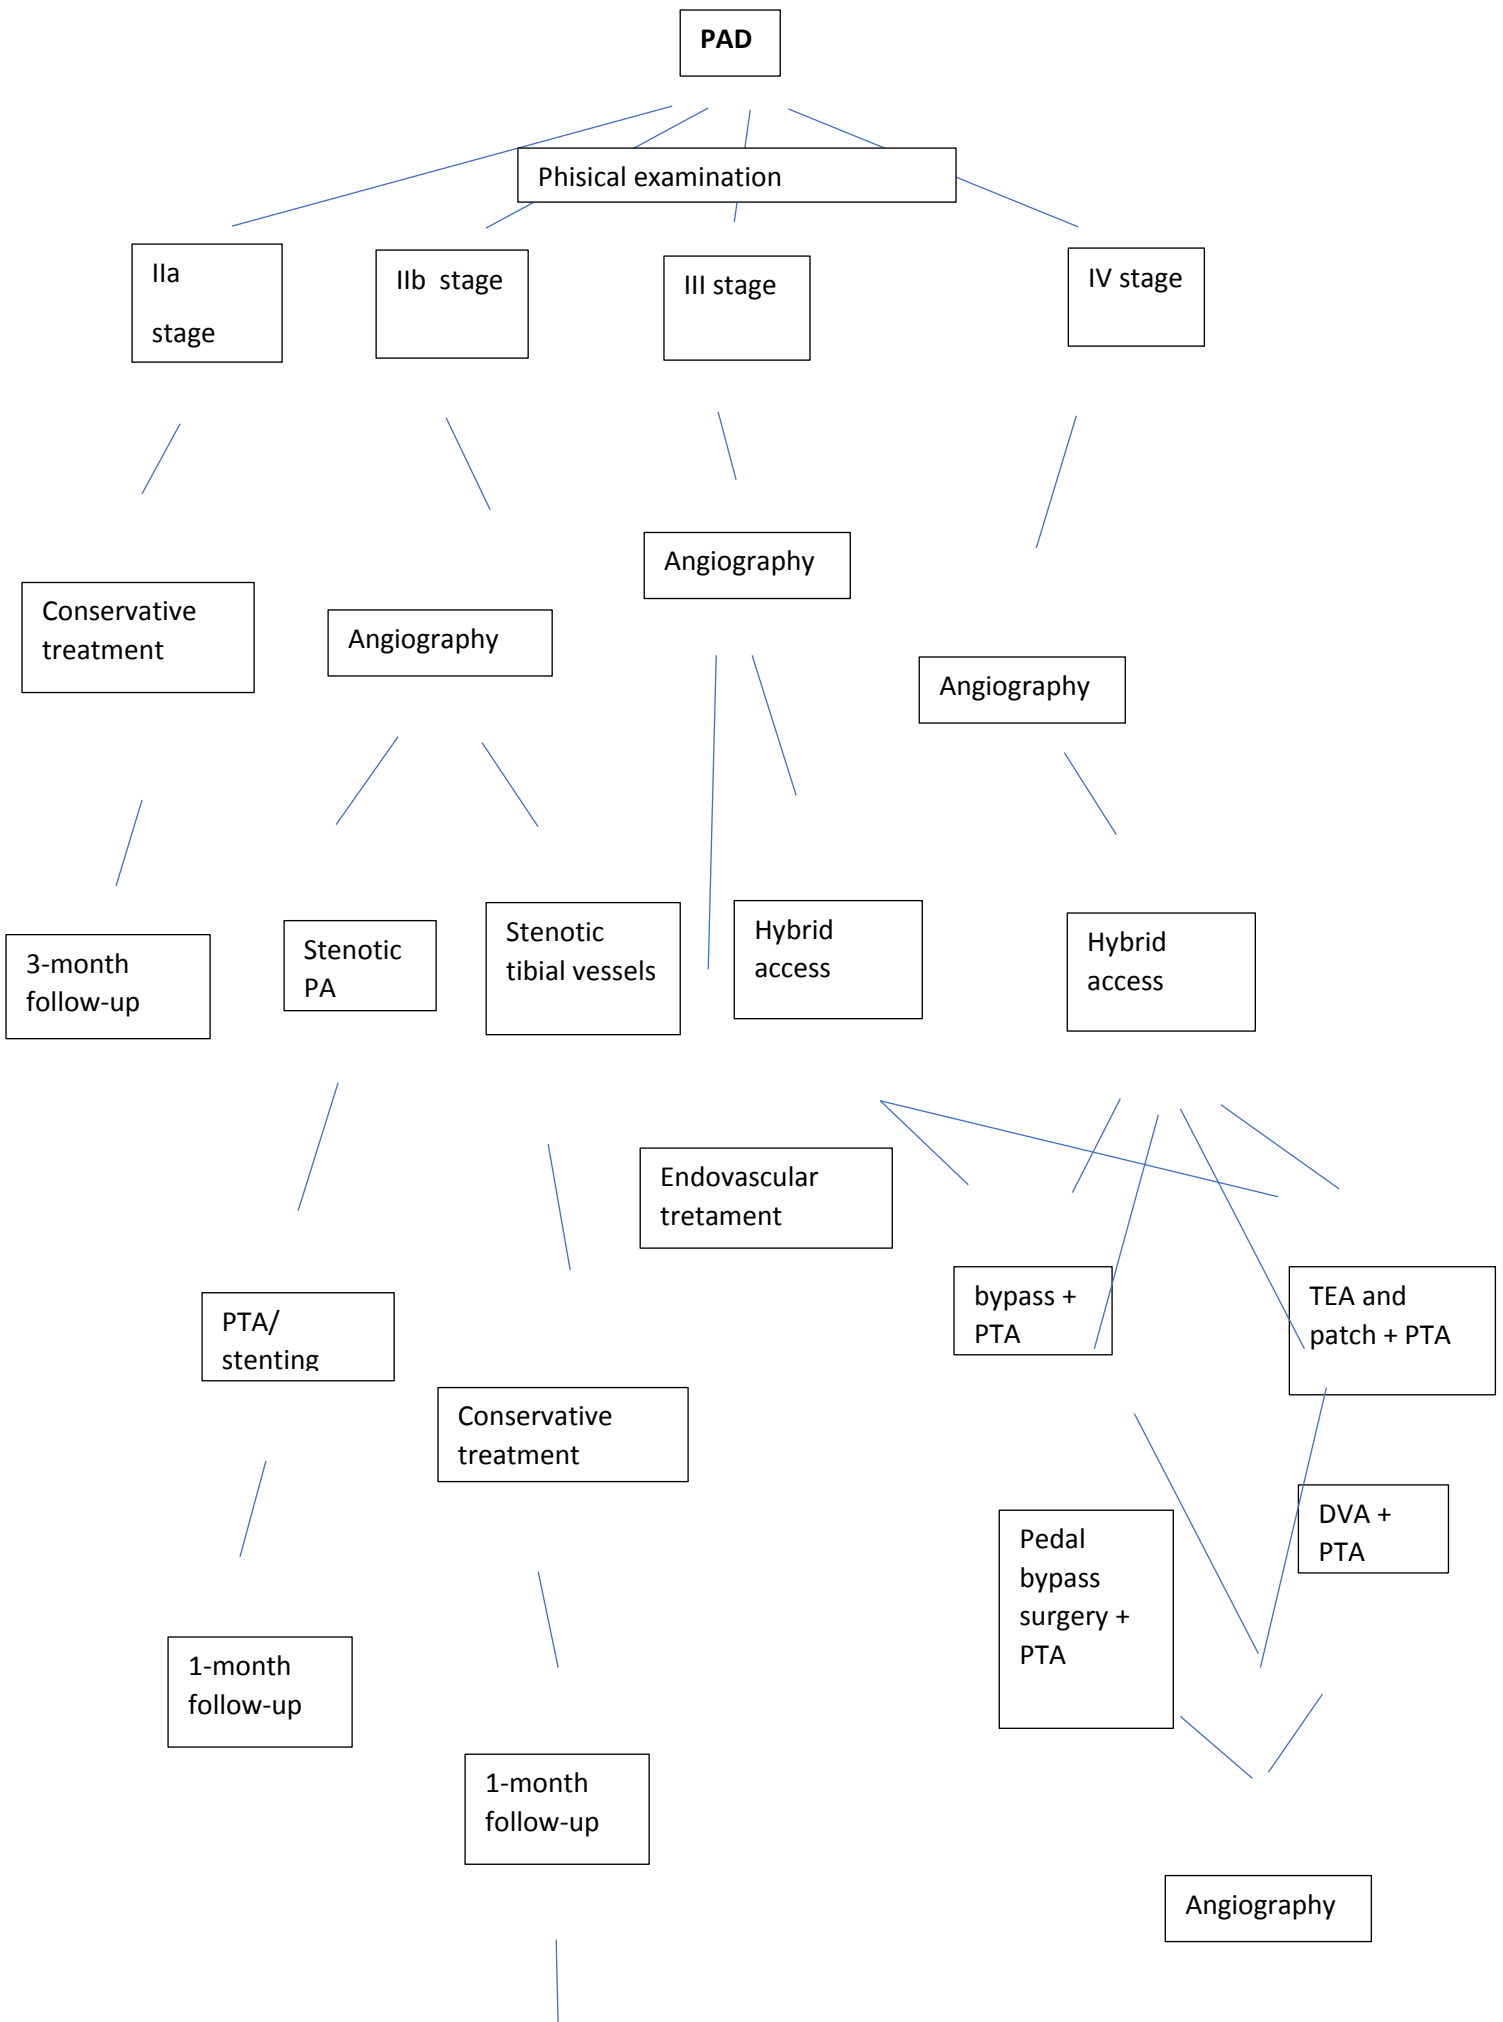 PAD
Phisical examination
IIa
stage
IIb  stage
III stage
IV stage
Angiography
Conservative
treatment
Angiography
Angiography
3-month
follow-up
Stenotic
PA
Stenotic
tibial vessels
Hybrid
access
Hybrid
access
Endovascular
tretament
bypass +
PTA
TEA and
patch + PTA
PTA/
stenting
Conservative
treatment
DVA +
PTA
Pedal
bypass
surgery +
PTA
1-month
follow-up
1-month
follow-up
Angiography